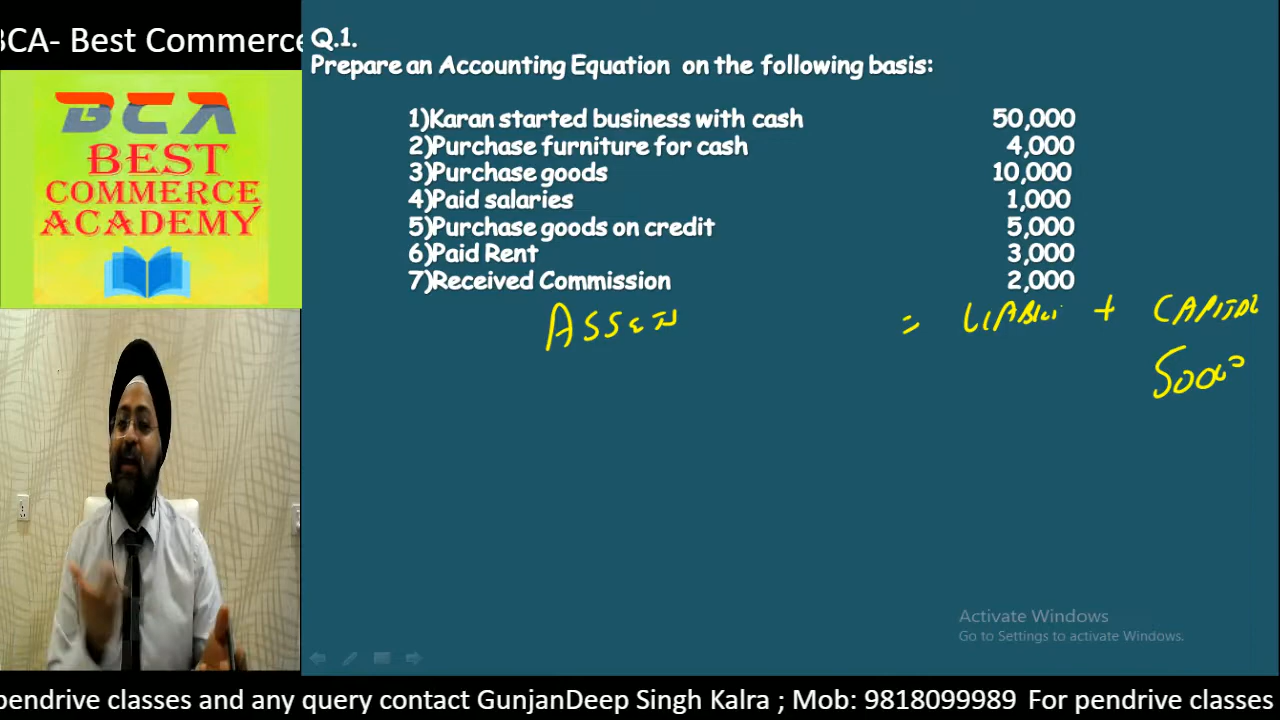 BCA- Best Commerce
BCA
BEST
COMMERCE
ACADEMY
Q.1.
Prepare an Accounting Equation on the following basis:
1)Karan started business with cash 50,000
2)Purchase furniture for cash 4,000
3)Purchase goods 10,000
4)Paid salaries 1,000
5)Purchase goods on credit 5,000
6)Paid Rent 3,000
7)Received Commission 2,000
= + CAPITAL
50000
Activate Windows
Go to Settings to activate Windows.
pendrive classes and any query contact GunjanDeep Singh Kalra ; Mob: 9818099989 For pendrive classes